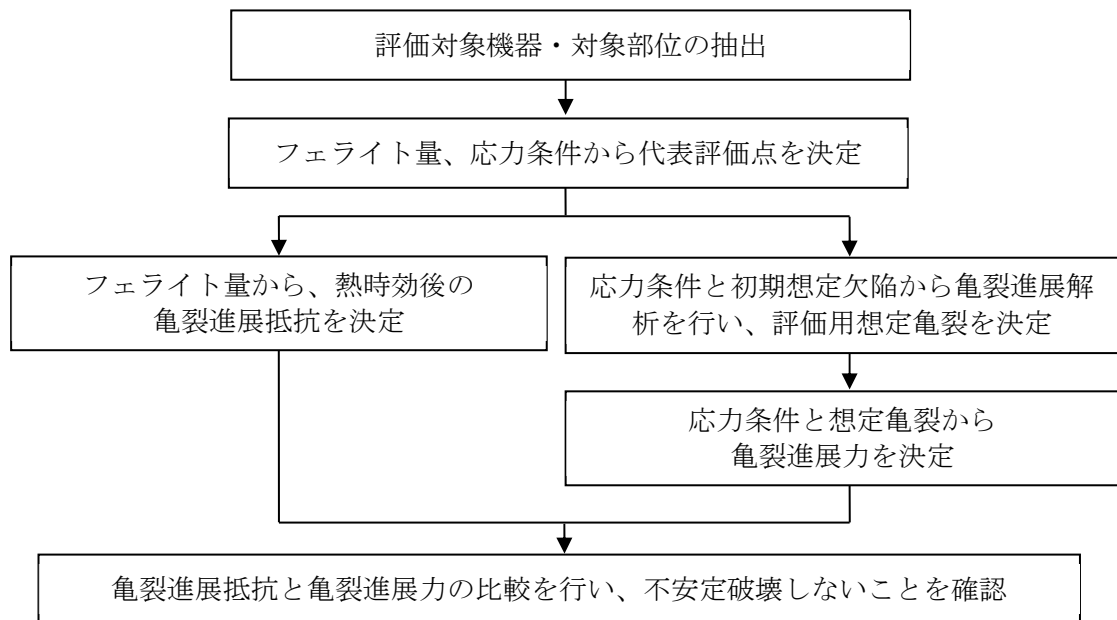 評価対象機器・対象部位の抽出
フェライト量、応力条件から代表評価点を決定
フェライト量から、熱時効後の
亀裂進展抵抗を決定
応力条件と初期想定欠陥から亀裂進展解
析を行い、評価用想定亀裂を決定
応力条件と想定亀裂から
亀裂進展力を決定
亀裂進展抵抗と亀裂進展力の比較を行い、不安定破壊しないことを確認